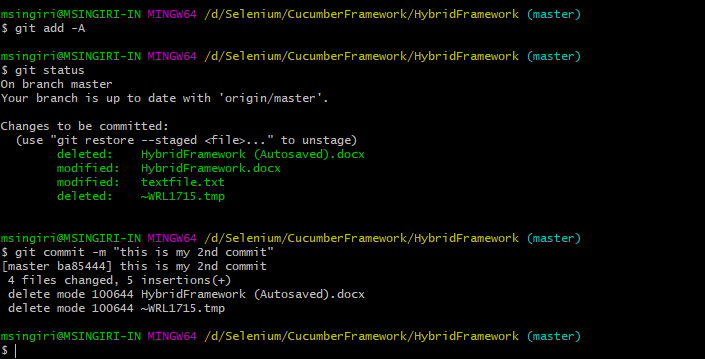 msingiri@MSINGIRI-IN MINGW64 /d/Selenium/CucumberFramework/HybridFramework (master)
$ git add -A
msingiri@MSINGIRI-IN MINGW64 /d/Selenium/CucumberFramework/HybridFramework (master)
$ git status
On branch master
Your branch is up to date with 'origin/master'.
Changes to be committed:
  (use "git restore --staged <file>..." to unstage)
        deleted:    HybridFramework (Autosaved).docx
        modified:   HybridFramework.docx
        modified:   textfile.txt
        deleted:    ~WRL1715.tmp
msingiri@MSINGIRI-IN MINGW64 /d/Selenium/CucumberFramework/HybridFramework (master)
$ git commit -m "this is my 2nd commit"
[master ba85444] this is my 2nd commit
 4 files changed, 5 insertions(+)
 delete mode 100644 HybridFramework (Autosaved).docx
 delete mode 100644 ~WRL1715.tmp
msingiri@MSINGIRI-IN MINGW64 /d/Selenium/CucumberFramework/HybridFramework (master)
$